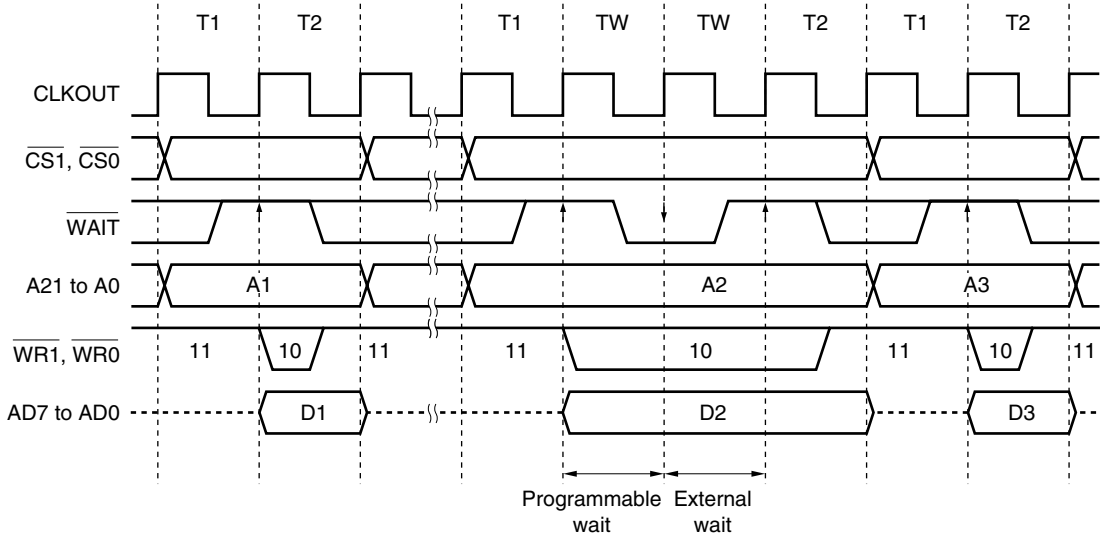 T1 T2 T1 TW TW T2 T1 T2
CLKOUT
CS1, CS0
WAIT
A21 to A0 A1 A2 A3
WR1, WR0 11 10 11 11 10 11 10 11
AD7 to AD0 D1 D2 D3
Programmable wait
External wait